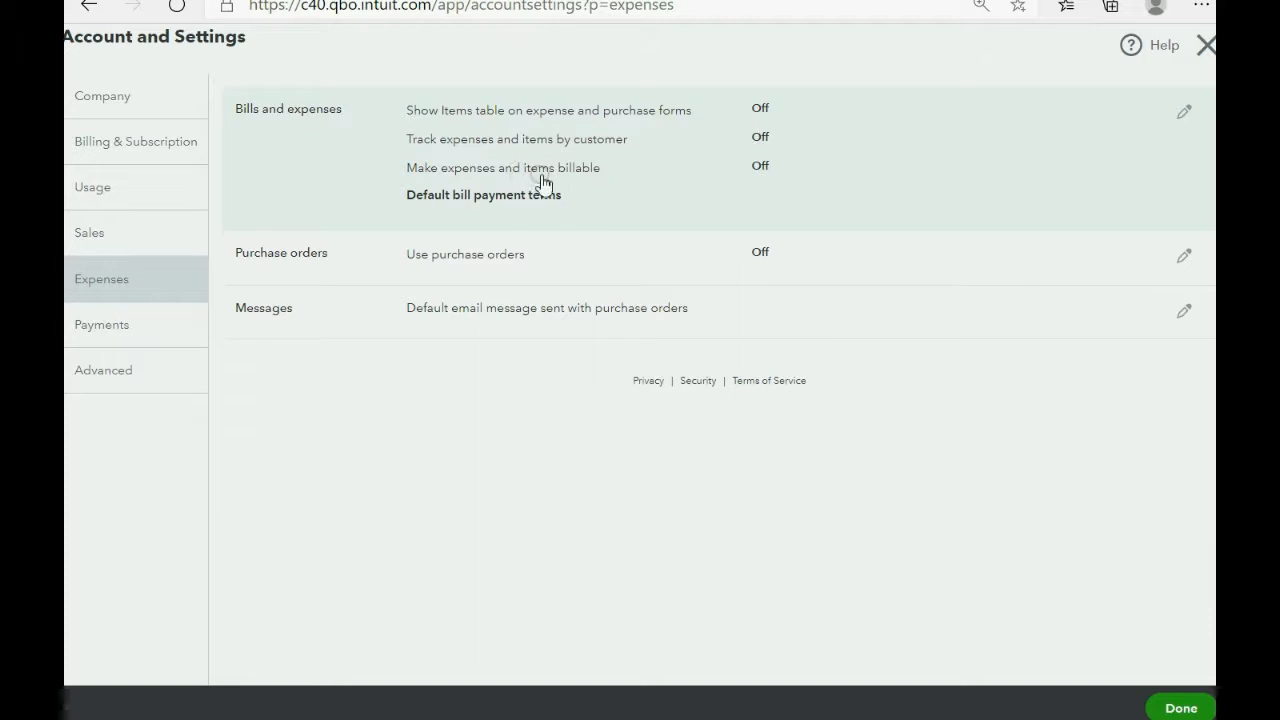 https://c40.qbo.intuit.com/app/accountsettings?p=expenses
Account and Settings
Help
Company
Billing & Subscription
Usage
Sales
Expenses
Payments
Advanced
Bills and expenses
Show Items table on expense and purchase forms Off
Track expenses and items by customer Off
Make expenses and items billable Off
Default bill payment terms
Purchase orders
Use purchase orders Off
Messages
Default email message sent with purchase orders
Privacy | Security | Terms of Service
Done